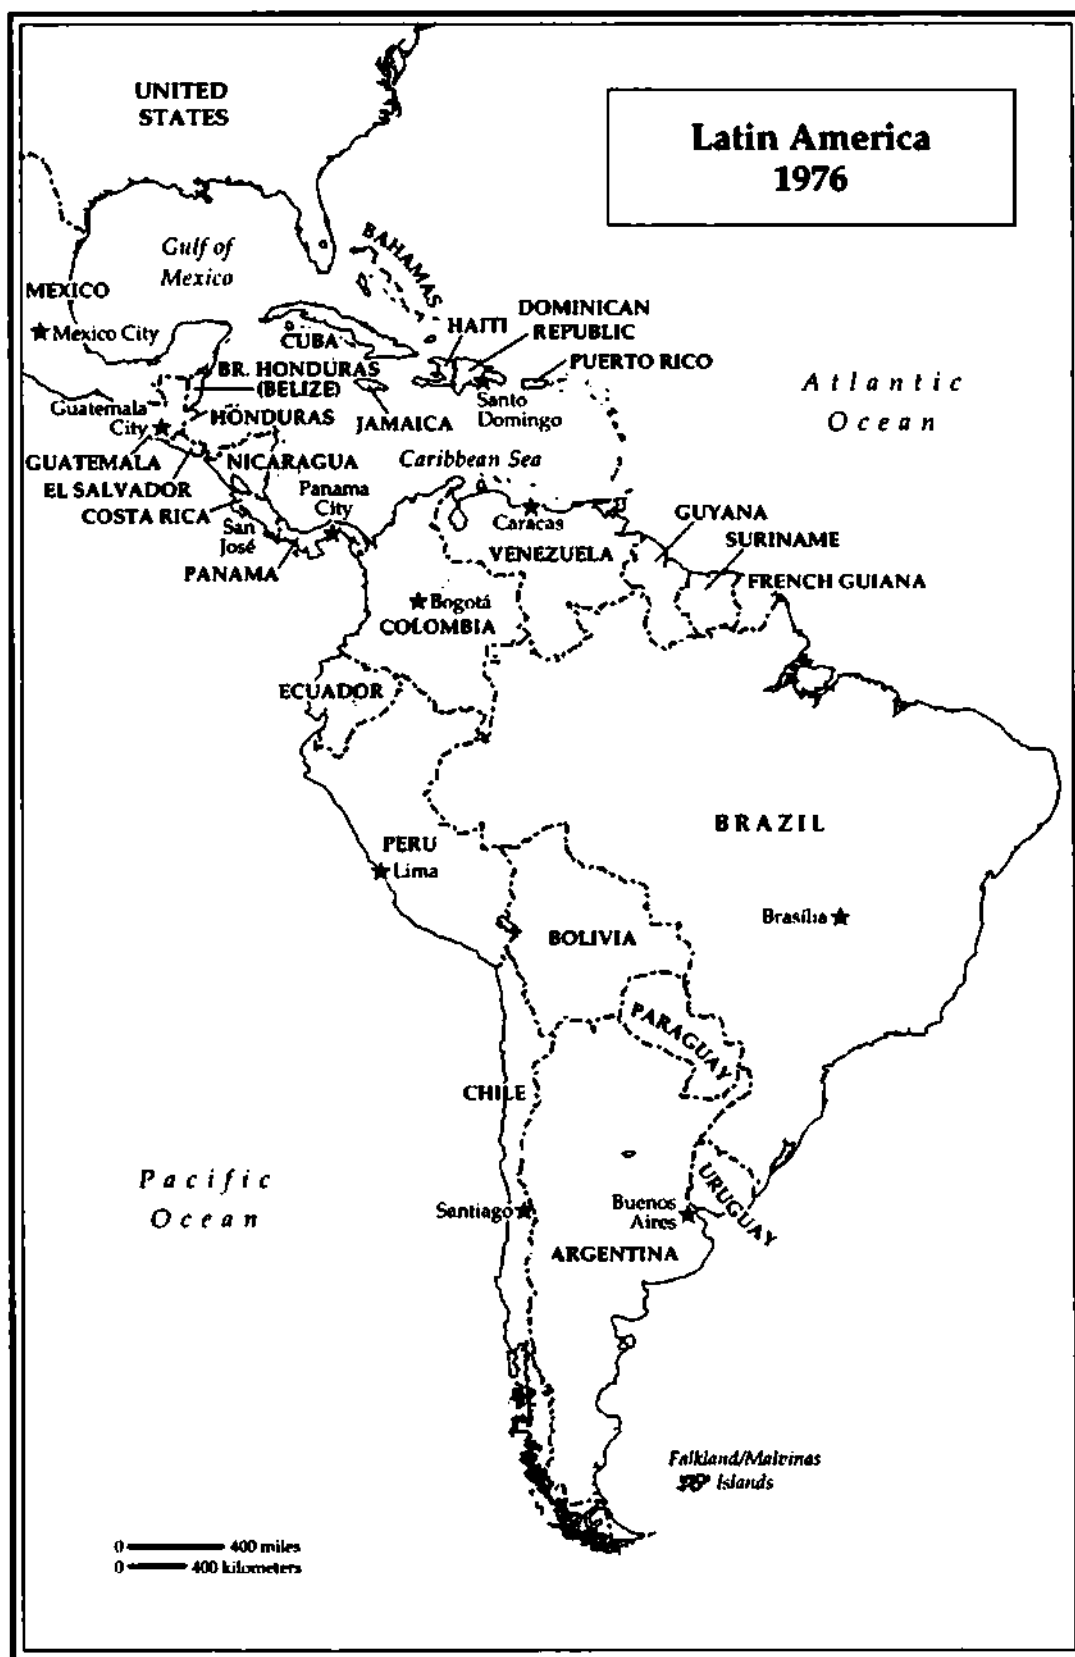 UNITED
STATES
Latin America
1976
Gulf of
Mexico
BAHAMAS
MEXICO
Mexico City
CUBA
HAITI
DOMINICAN
REPUBLIC
PUERTO RICO
BR. HONDURAS
(BELIZE)
Atlantic
Ocean
Guatemala
City
HONDURAS
JAMAICA
Santo
Domingo
GUATEMALA
NICARAGUA
Caribbean Sea
EL SALVADOR
Panama
City
COSTA RICA
San
José
Caracas
GUYANA
PANAMA
VENEZUELA
SURINAME
FRENCH GUIANA
Bogotá
COLOMBIA
ECUADOR
BRAZIL
PERU
Lima
Brasília
BOLIVIA
PARAGUAY
CHILE
Pacific
Ocean
Santiago
Buenos
Aires
URUGUAY
ARGENTINA
Falkland/Malvinas
Islands
0 400 miles
0 400 kilometers